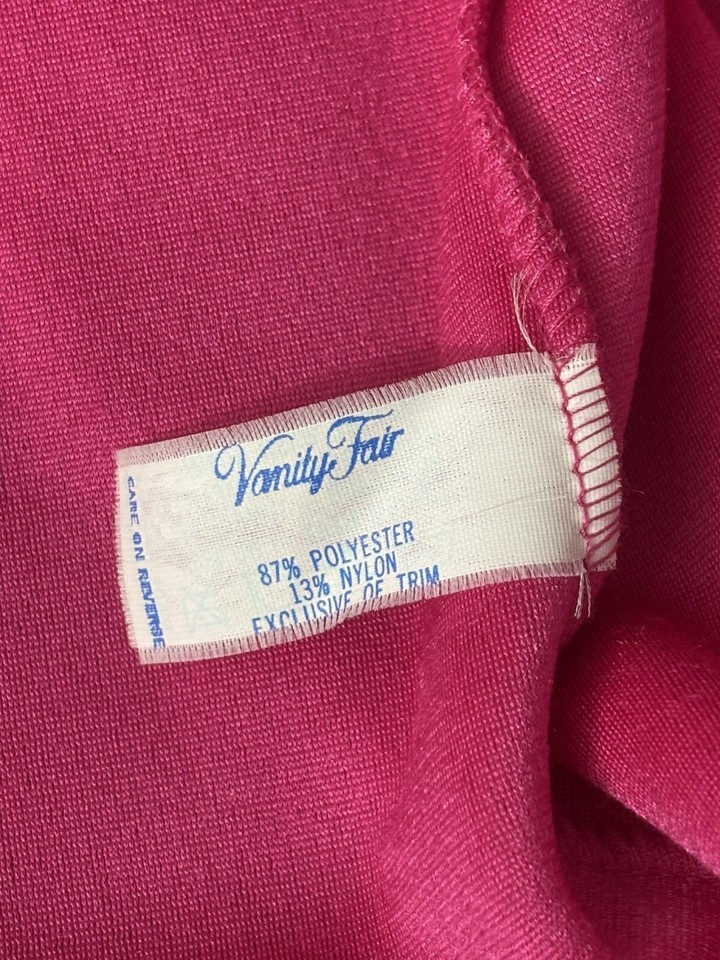 Vanity Fair
87% POLYESTER
13% NYLON
EXCLUSIVE OF TRIM
CARE ON REVERSE